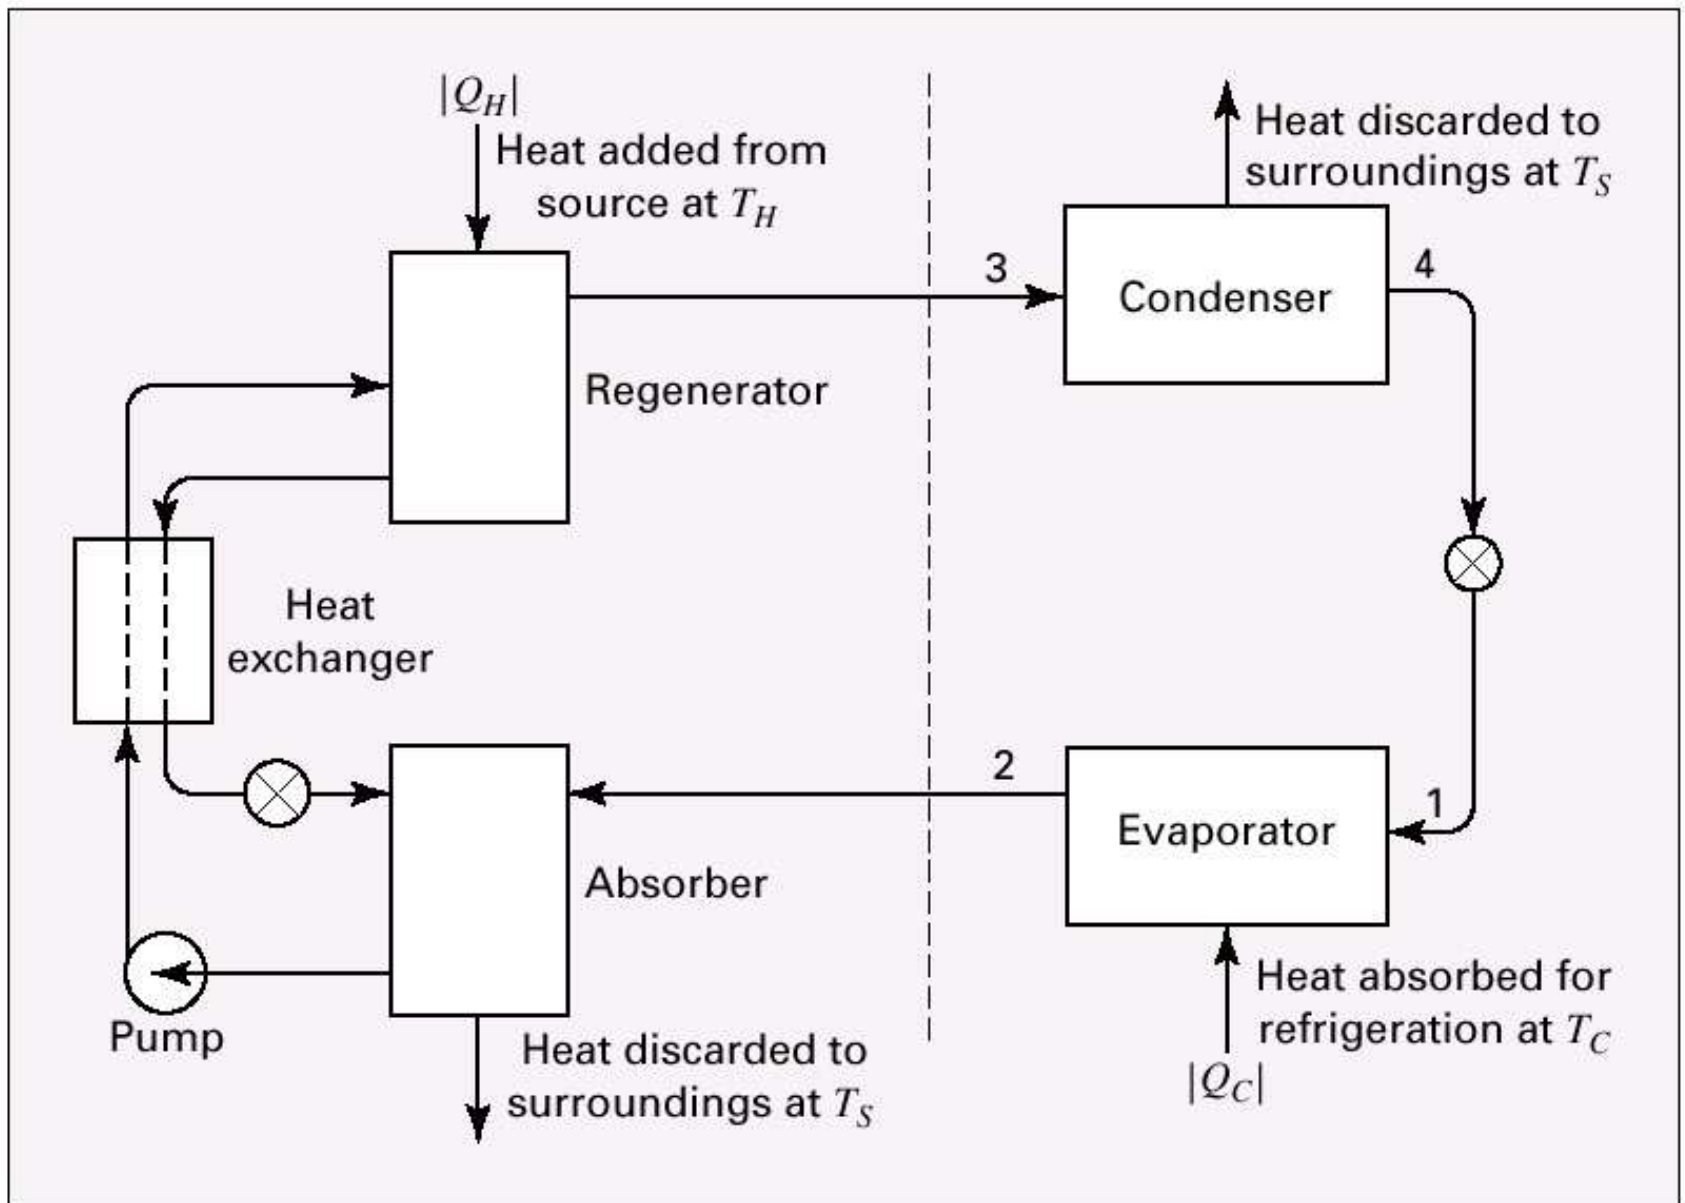 |Q_H|
Heat added from
source at T_H
Heat discarded to
surroundings at T_S
3
Condenser
4
Regenerator
Heat
exchanger
2
1
Evaporator
Absorber
Pump
Heat discarded to
surroundings at T_S
Heat absorbed for
refrigeration at T_C
|Q_C|